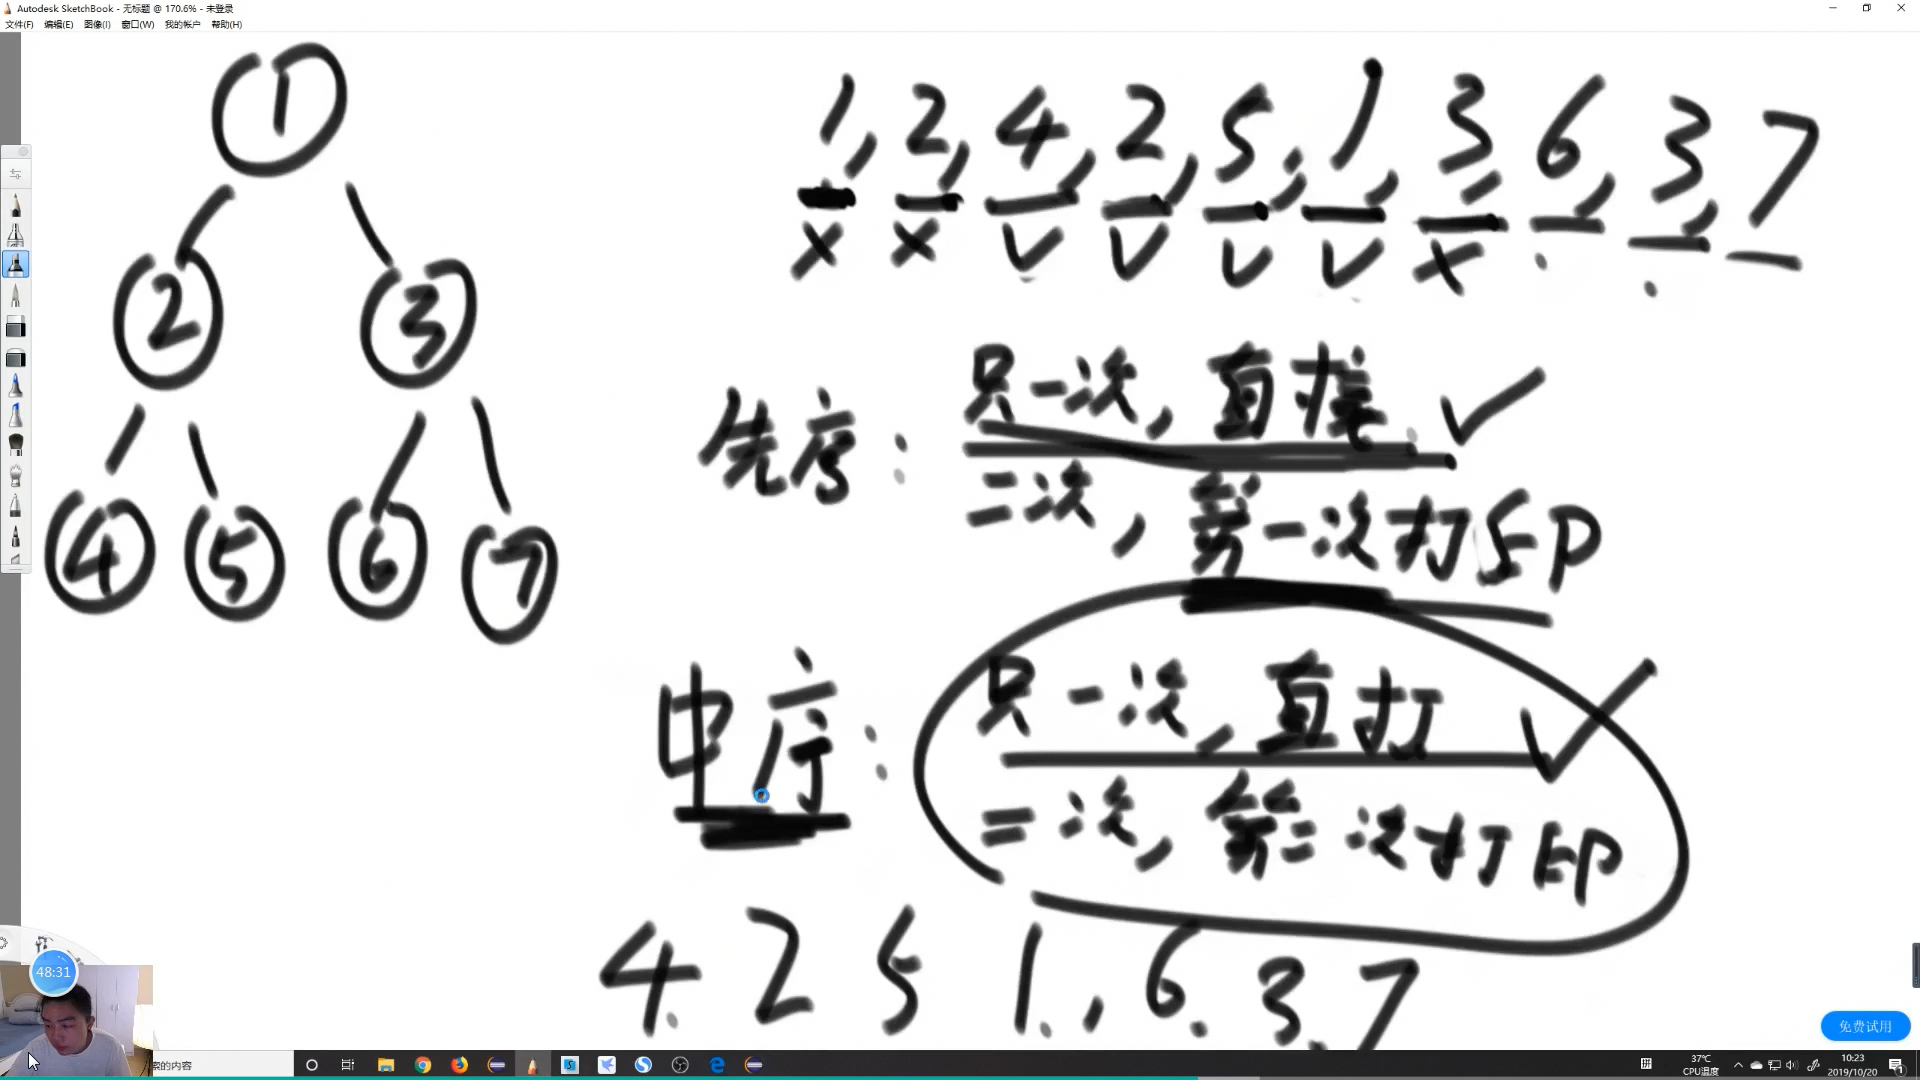 Autodesk SketchBook - 无标题 @ 170.6% - 未登录
文件(F) 编辑(E) 图像(I) 窗口(W) 我的帐户 帮助(H)
1
2 3
4 5 6 7
1, 2, 4, 2, 5, 1, 3, 6, 3, 7
x x v v v v x
先序: 只一次, 直接
二次, 第一次打印
中序: 只一次, 直打
二次, 第二次打印
4. 2 5 1., 6. 3. 7
48:31
免费试用
索的内容
37℃
CPU温度
10:23
2019/10/20